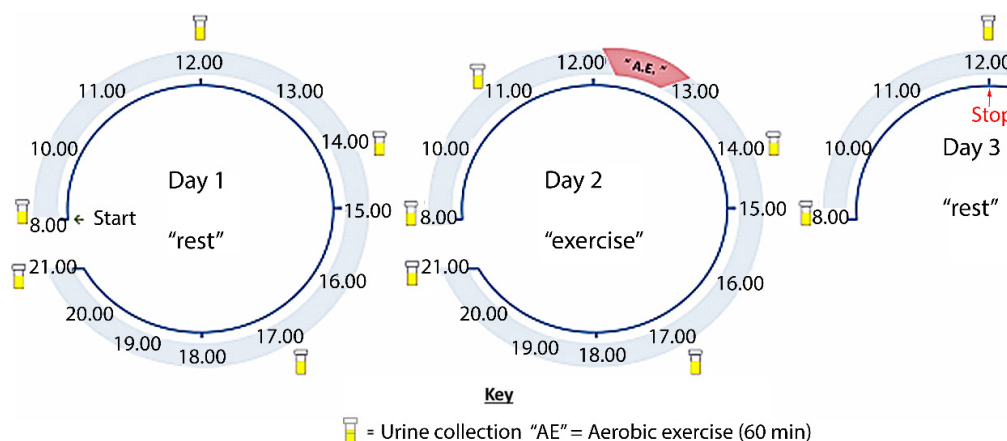 12.00
11.00
13.00
10.00
14.00
Day 1
8.00
← Start
15.00
"rest"
21.00
16.00
20.00
17.00
19.00
18.00
12.00
"A.E."
11.00
13.00
10.00
14.00
Day 2
8.00
15.00
"exercise"
21.00
16.00
20.00
17.00
19.00
18.00
12.00
11.00
Stop
10.00
Day 3
8.00
"rest"
Key
= Urine collection "AE" = Aerobic exercise (60 min)